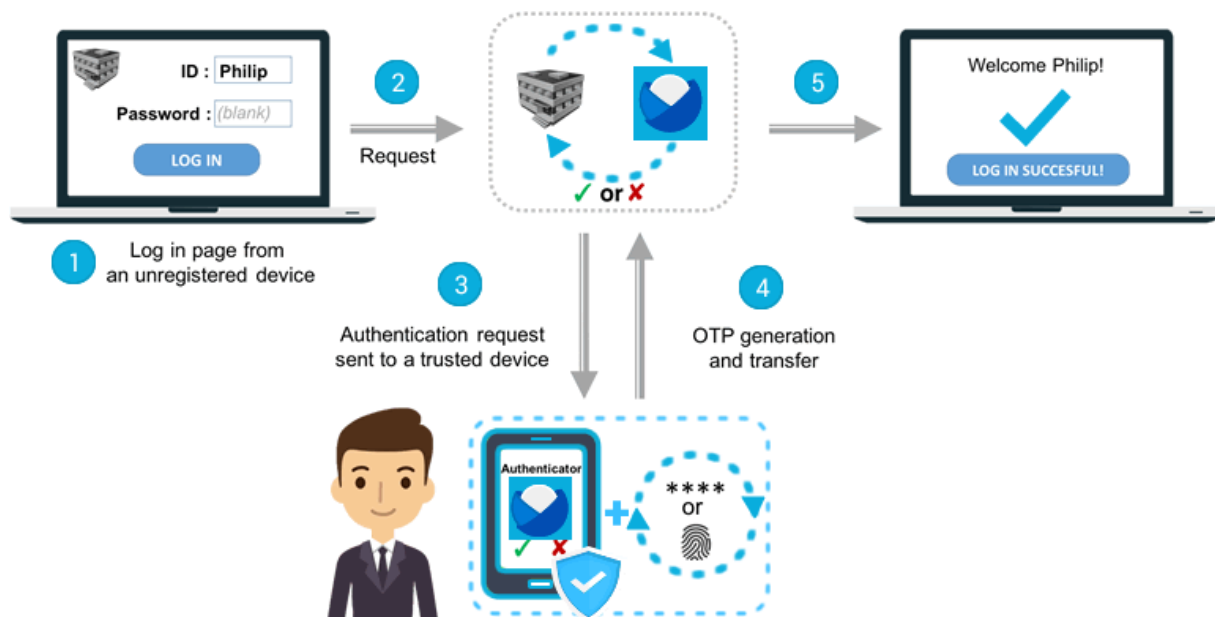 ID : Philip
Password : (blank)
LOG IN
1
Log in page from
an unregistered device
2
Request
✓ or ✗
3
Authentication request
sent to a trusted device
4
OTP generation
and transfer
Authenticator
****
or
5
Welcome Philip!
LOG IN SUCCESFUL!